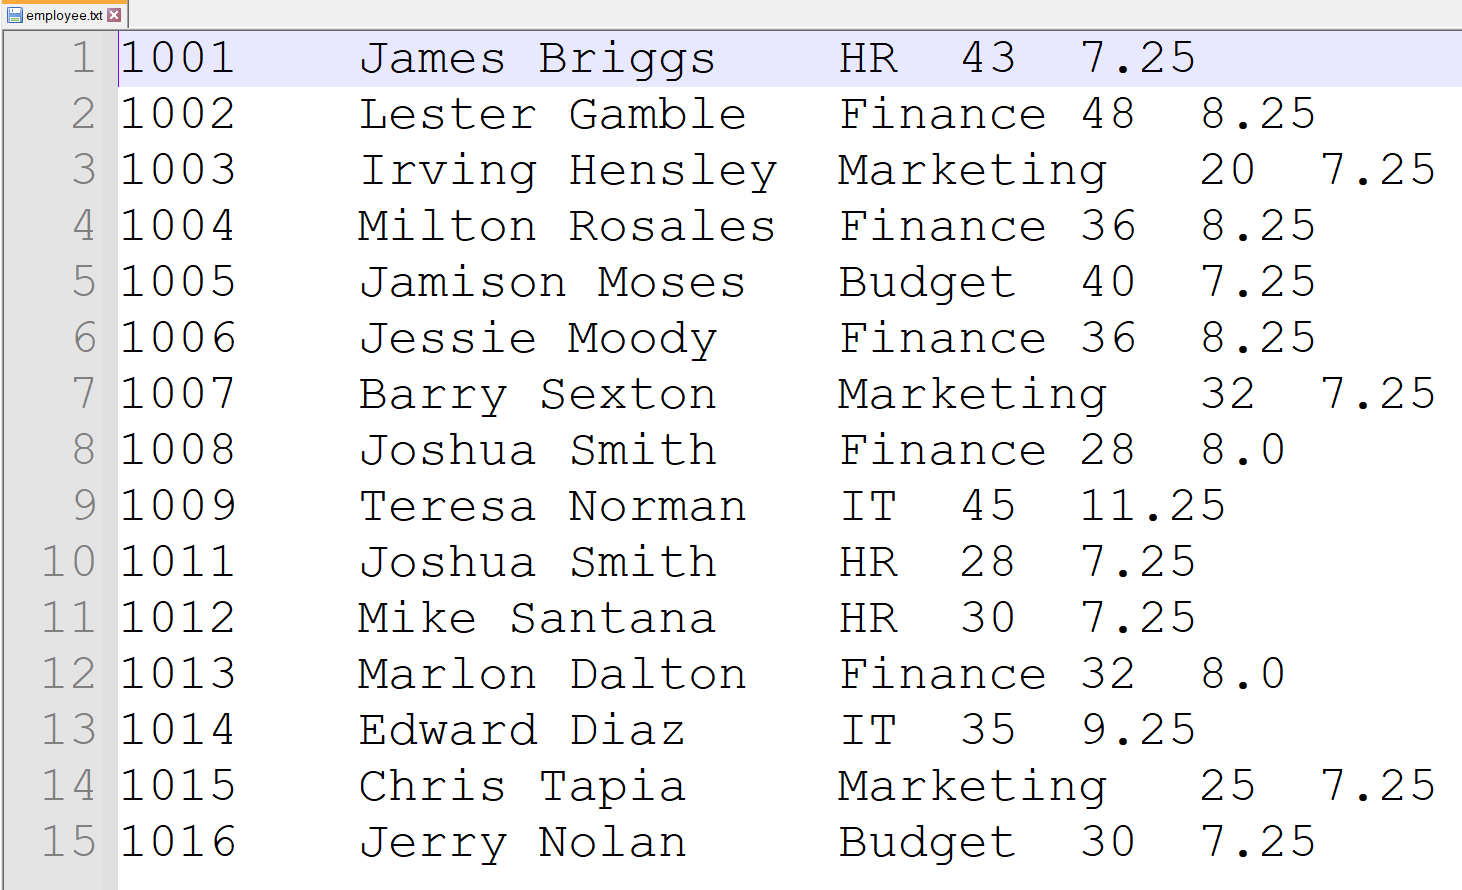 employee.txt
1 1001 James Briggs HR 43 7.25
2 1002 Lester Gamble Finance 48 8.25
3 1003 Irving Hensley Marketing 20 7.25
4 1004 Milton Rosales Finance 36 8.25
5 1005 Jamison Moses Budget 40 7.25
6 1006 Jessie Moody Finance 36 8.25
7 1007 Barry Sexton Marketing 32 7.25
8 1008 Joshua Smith Finance 28 8.0
9 1009 Teresa Norman IT 45 11.25
10 1011 Joshua Smith HR 28 7.25
11 1012 Mike Santana HR 30 7.25
12 1013 Marlon Dalton Finance 32 8.0
13 1014 Edward Diaz IT 35 9.25
14 1015 Chris Tapia Marketing 25 7.25
15 1016 Jerry Nolan Budget 30 7.25